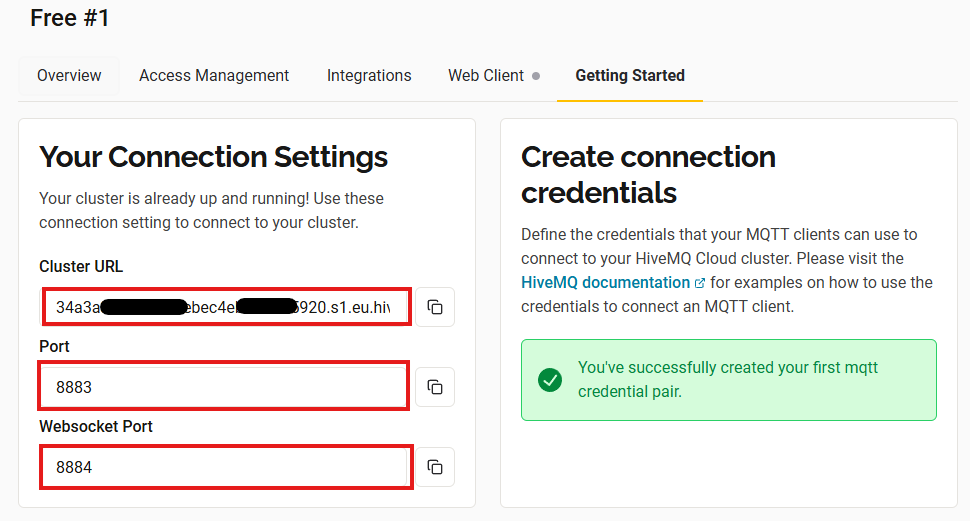 Free #1
Overview
Access Management
Integrations
Web Client
Getting Started
Your Connection Settings
Your cluster is already up and running! Use these
connection setting to connect to your cluster.
Cluster URL
34a3a ebec4e 5920.s1.eu.hiv
Port
8883
Websocket Port
8884
Create connection
credentials
Define the credentials that your MQTT clients can use to
connect to your HiveMQ Cloud cluster. Please visit the
HiveMQ documentation for examples on how to use the
credentials to connect an MQTT client.
You've successfully created your first mqtt
credential pair.